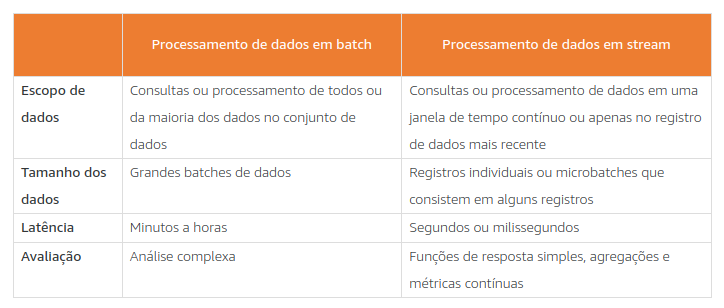 Processamento de dados em batch
Processamento de dados em stream
Escopo de
dados
Consultas ou processamento de todos ou
da maioria dos dados no conjunto de
dados
Consultas ou processamento de dados em uma
janela de tempo contínuo ou apenas no registro
de dados mais recente
Tamanho dos
dados
Grandes batches de dados
Registros individuais ou microbatches que
consistem em alguns registros
Latência
Minutos a horas
Segundos ou milissegundos
Avaliação
Análise complexa
Funções de resposta simples, agregações e
métricas contínuas